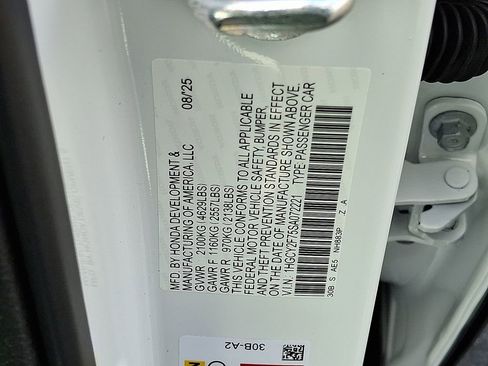 MFD. BY HONDA DEVELOPMENT & 08/'25
MANUFACTURING OF AMERICA, LLC
GVWR 2100KG (4629LBS)
GAWR F 1160KG (2557LBS)
GAWR R 970KG (2138LBS)
THIS VEHICLE CONFORMS TO ALL APPLICABLE
FEDERAL MOTOR VEHICLE SAFETY, BUMPER,
AND THEFT PREVENTION STANDARDS IN EFFECT
ON THE DATE OF MANUFACTURE SHOWN ABOVE.
V.I.N. : 1HGCV2F75SA072221 TYPE: PASSENGER CAR
30B S AE5 NH883P Z A
30B-A2